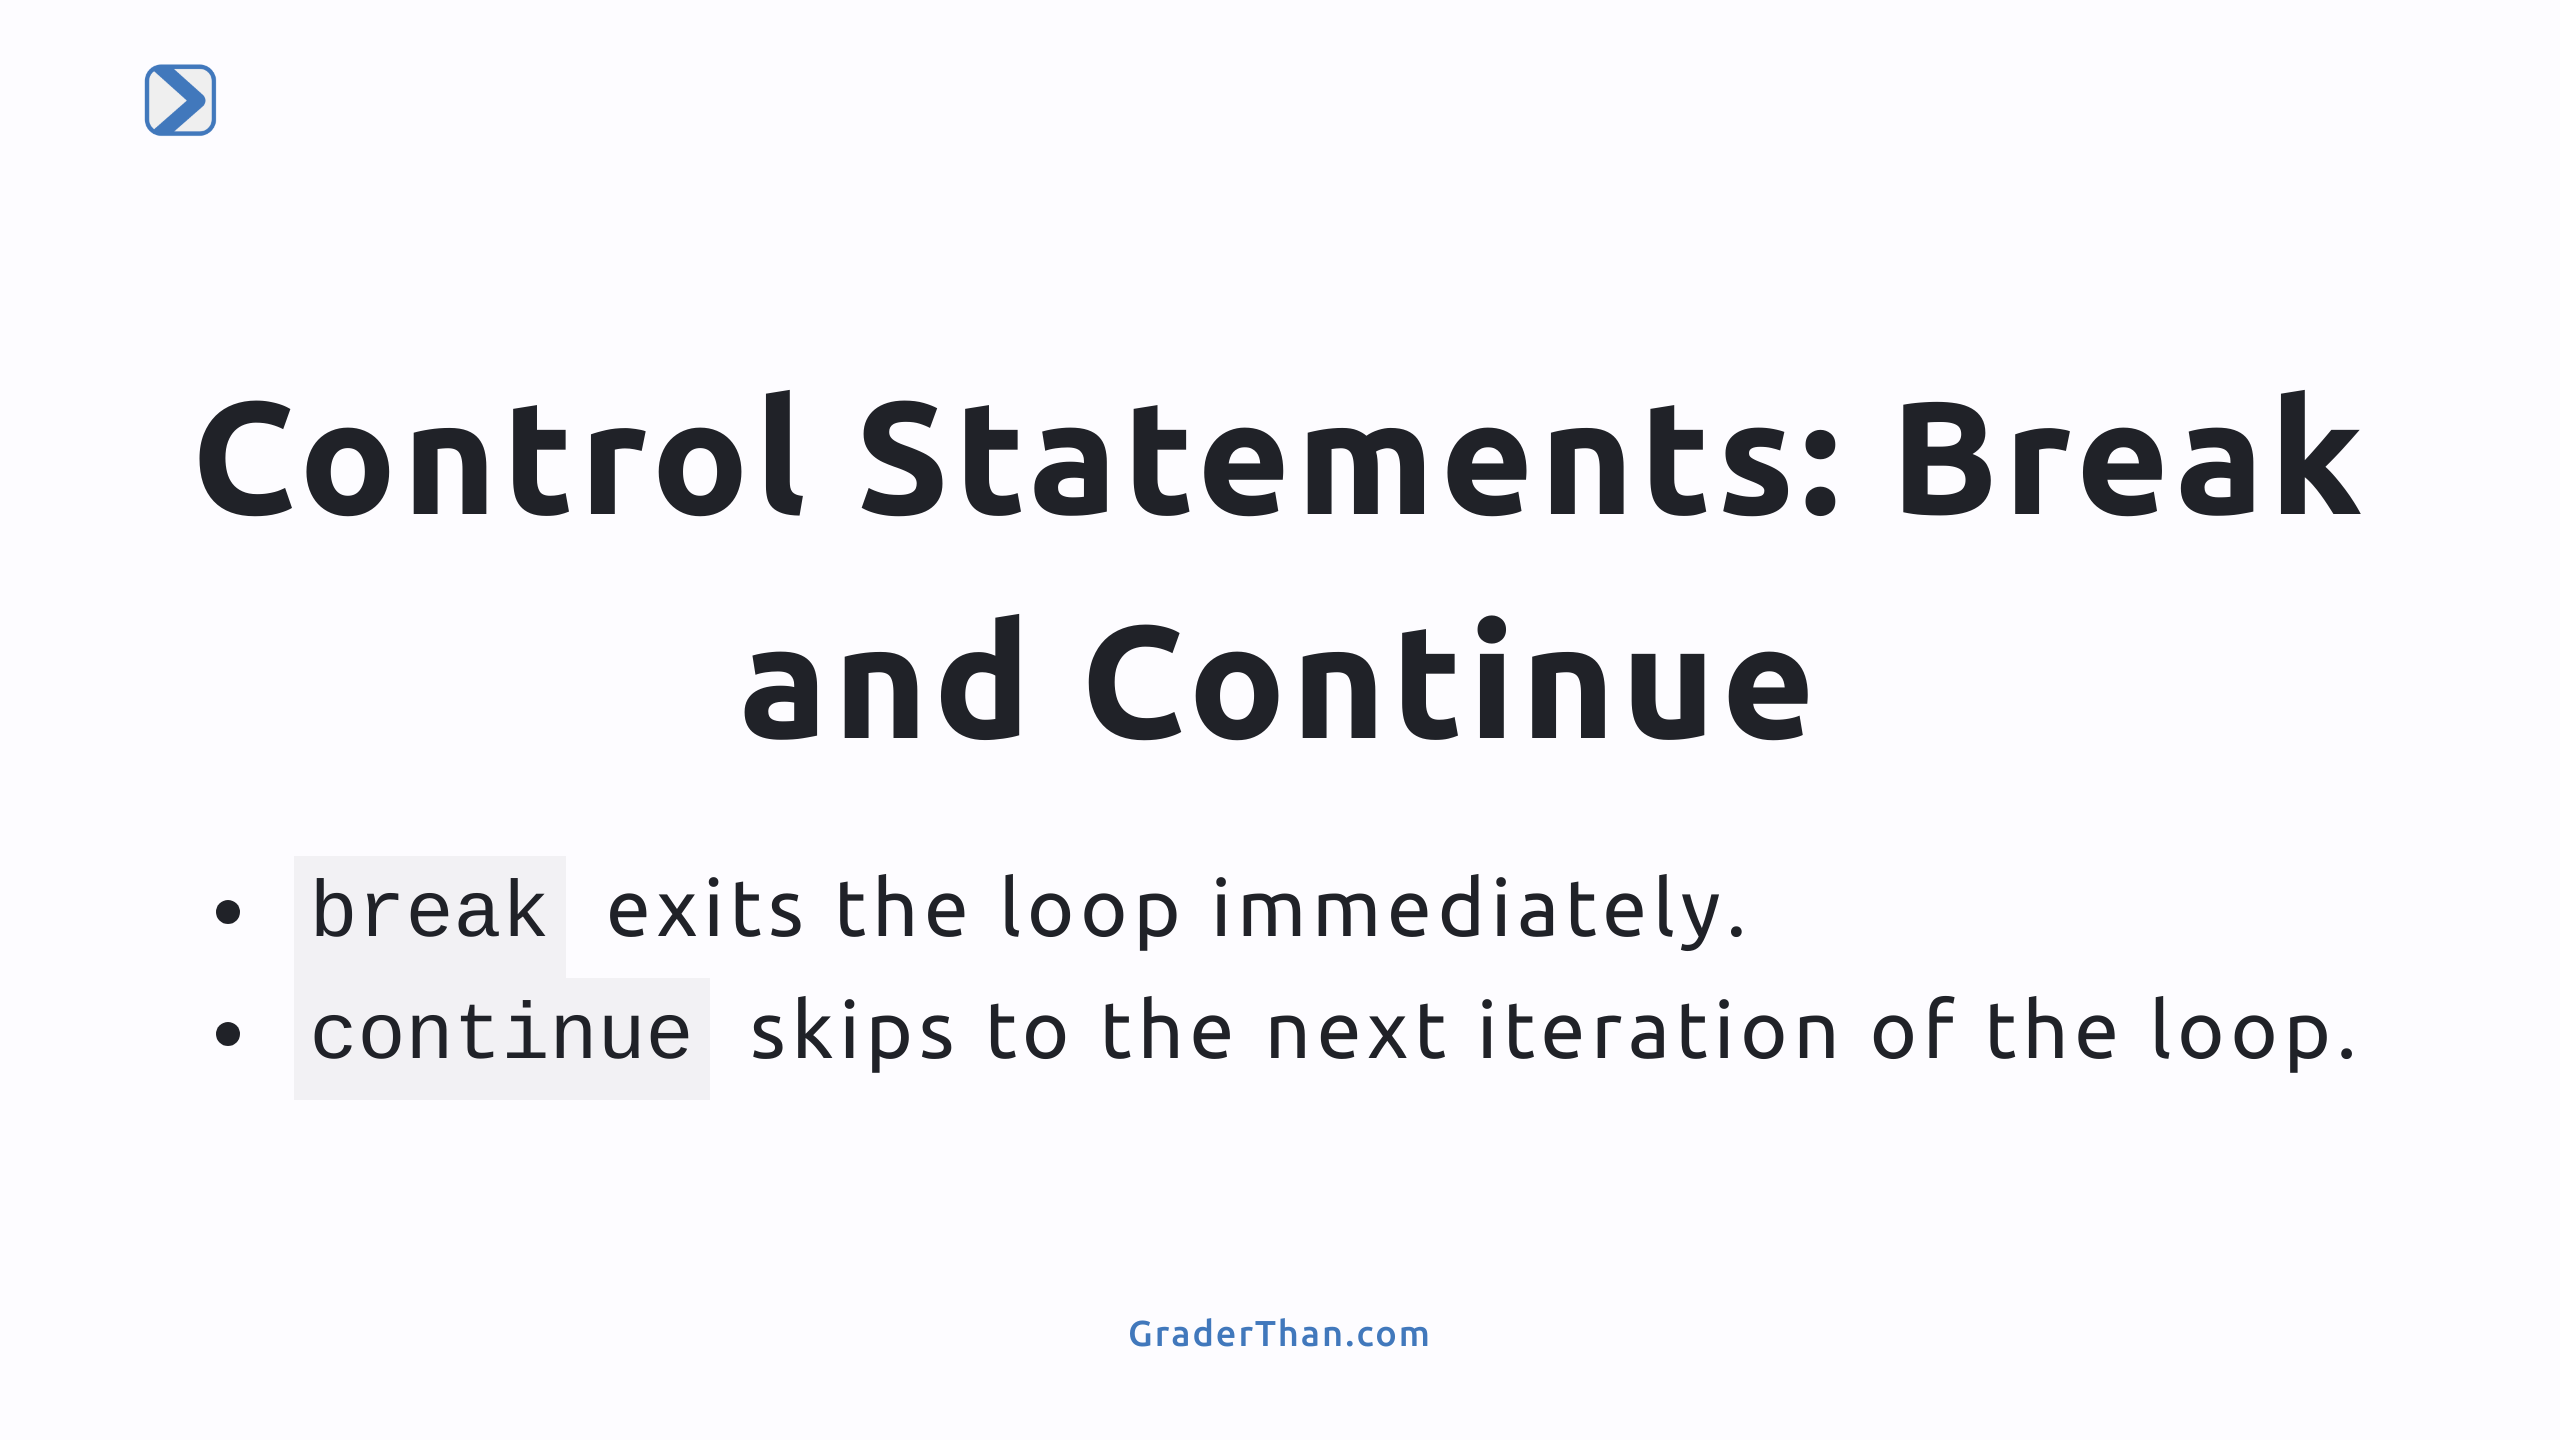 Control Statements: Break
and Continue
• break exits the loop immediately.
• continue skips to the next iteration of the loop.
GraderThan.com